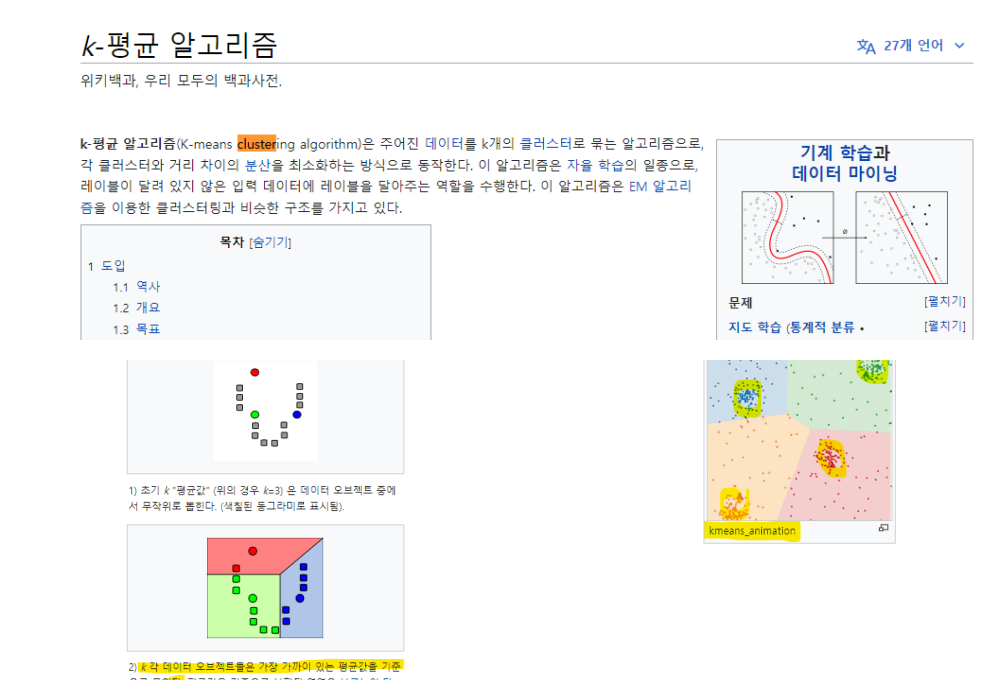 k-평균 알고리즘
27개 언어
위키백과, 우리 모두의 백과사전.
k-평균 알고리즘(K-means clustering algorithm)은 주어진 데이터를 k개의 클러스터로 묶는 알고리즘으로,
각 클러스터와 거리 차이의 분산을 최소화하는 방식으로 동작한다. 이 알고리즘은 자율 학습의 일종으로,
레이블이 달려 있지 않은 입력 데이터에 레이블을 달아주는 역할을 수행한다. 이 알고리즘은 EM 알고리
즘을 이용한 클러스터링과 비슷한 구조를 가지고 있다.
목차 [숨기기]
1 도입
1.1 역사
1.2 개요
1.3 목표
기계 학습과
데이터 마이닝
문제 [펼치기]
지도 학습 (통계적 분류 • [펼치기]
1) 초기 k "평균값" (위의 경우 k=3) 은 데이터 오브젝트 중에
서 무작위로 뽑힌다. (색칠된 동그라미로 표시됨).
kmeans_animation
2) k 각 데이터 오브젝트들은 가장 가까이 있는 평균값을 기준